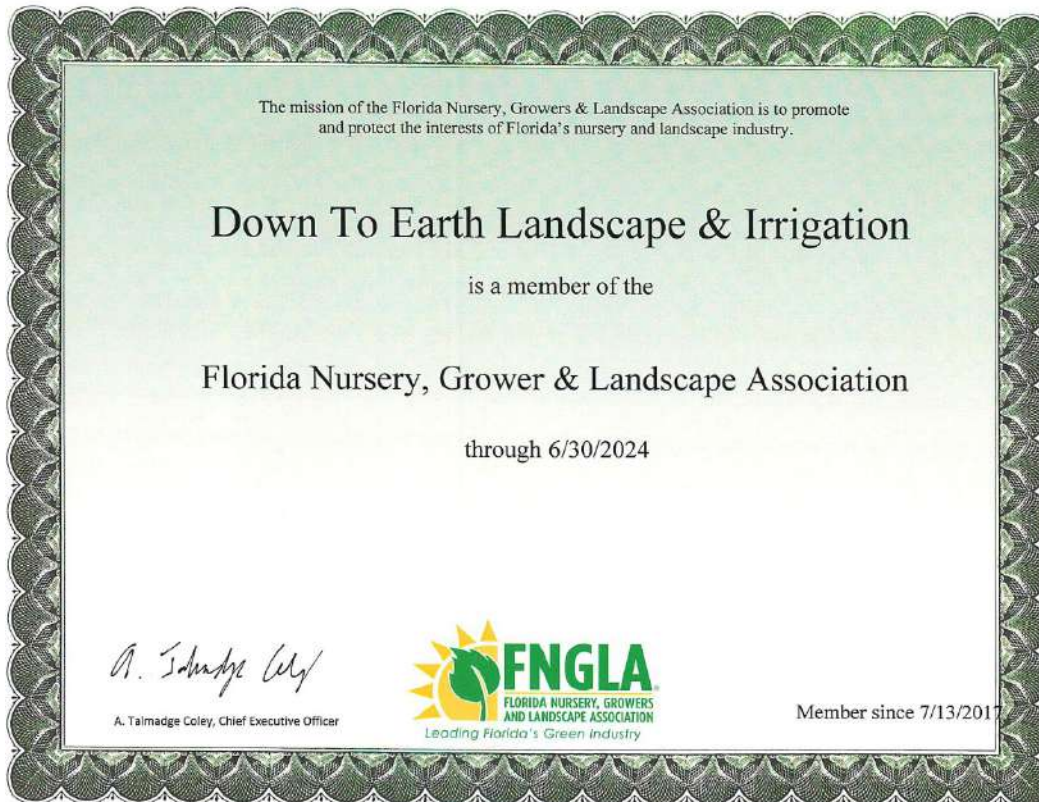 The mission of the Florida Nursery, Growers & Landscape Association is to promote
and protect the interests of Florida's nursery and landscape industry.
Down To Earth Landscape & Irrigation
is a member of the
Florida Nursery, Grower & Landscape Association
through 6/30/2024
A. Talmadge Coley
A. Talmadge Coley, Chief Executive Officer
FNGLA
FLORIDA NURSERY, GROWERS
AND LANDSCAPE ASSOCIATION
Leading Florida's Green Industry
Member since 7/13/2017